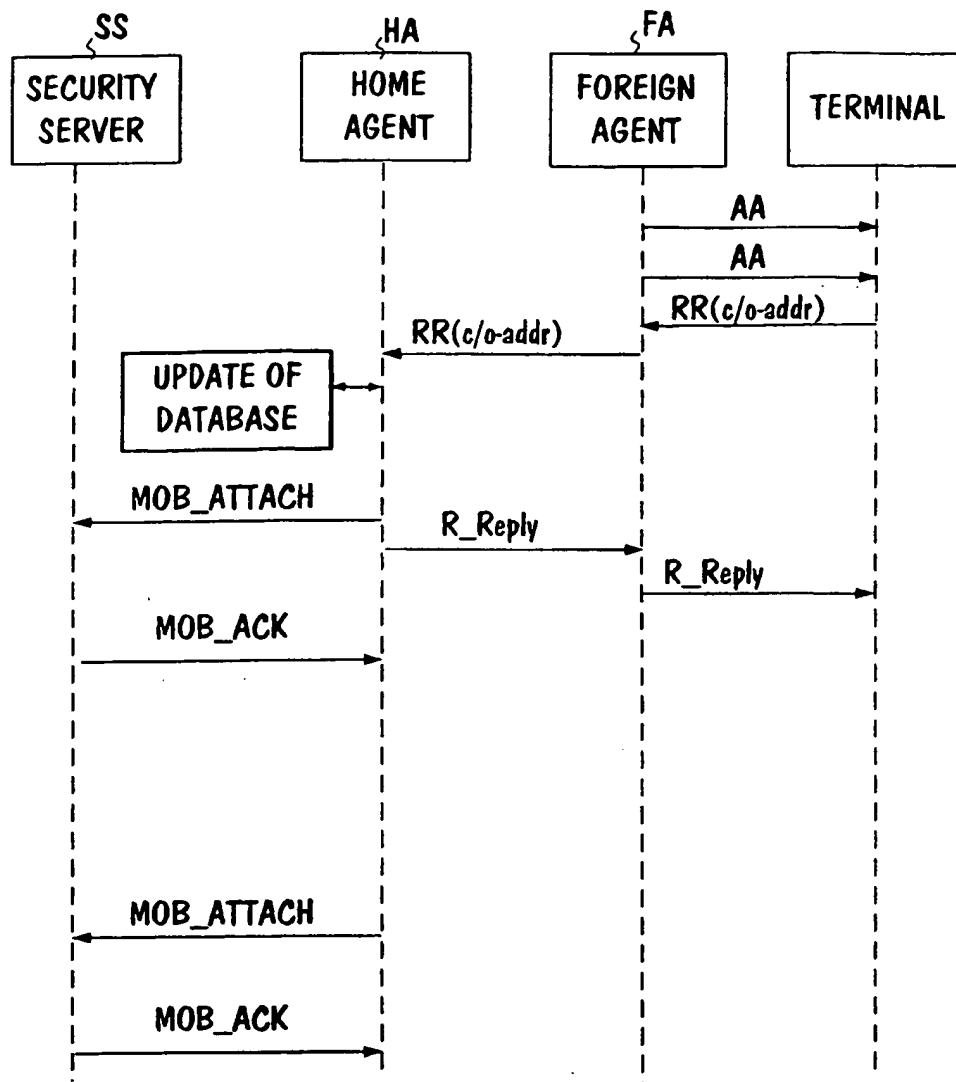 SS
HA
FA
SECURITY
SERVER
HOME
AGENT
FOREIGN
AGENT
TERMINAL
AA
AA
RR(c/o-addr)
RR(c/o-addr)
UPDATE OF
DATABASE
MOB_ATTACH
R_Reply
R_Reply
MOB_ACK
MOB_ATTACH
MOB_ACK